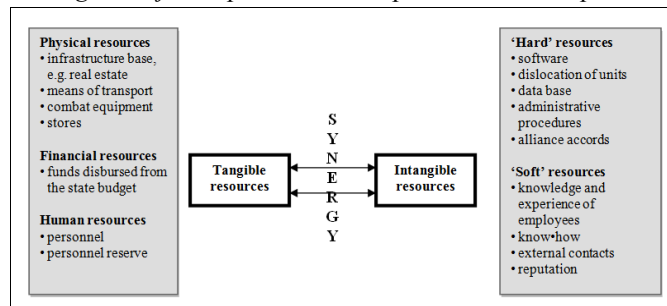 Physical resources
• infrastructure base,
e.g. real estate
• means of transport
• combat equipment
• stores
Financial resources
• funds disbursed from
the state budget
Human resources
• personnel
• personnel reserve
Tangible
resources
S
Y
N
E
R
G
Y
Intangible
resources
‘Hard’ resources
• software
• dislocation of units
• data base
• administrative
procedures
• alliance accords
‘Soft’ resources
• knowledge and
experience of
employees
• know•how
• external contacts
• reputation